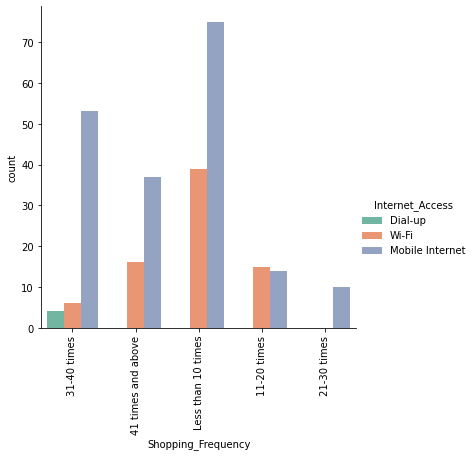 count
70
60
50
40
30
20
10
0
31-40 times
41 times and above
Less than 10 times
11-20 times
21-30 times
Shopping_Frequency
Internet_Access
Dial-up
Wi-Fi
Mobile Internet